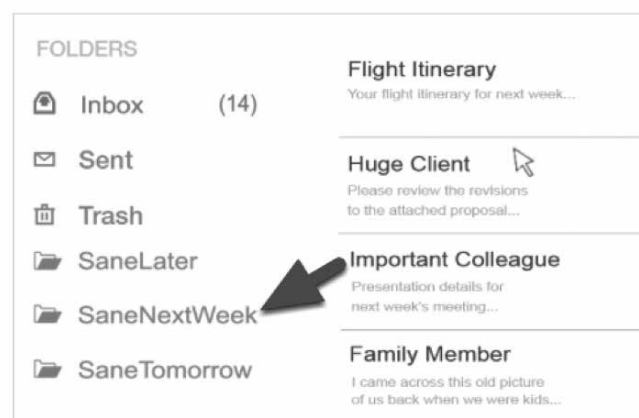 FOLDERS
Inbox (14)
Sent
Trash
SaneLater
SaneNextWeek
SaneTomorrow
Flight Itinerary
Your flight itinerary for next week...
Huge Client
Please review the revisions
to the attached proposal...
Important Colleague
Presentation details for
next week's meeting...
Family Member
I came across this old picture
of us back when we were kids...